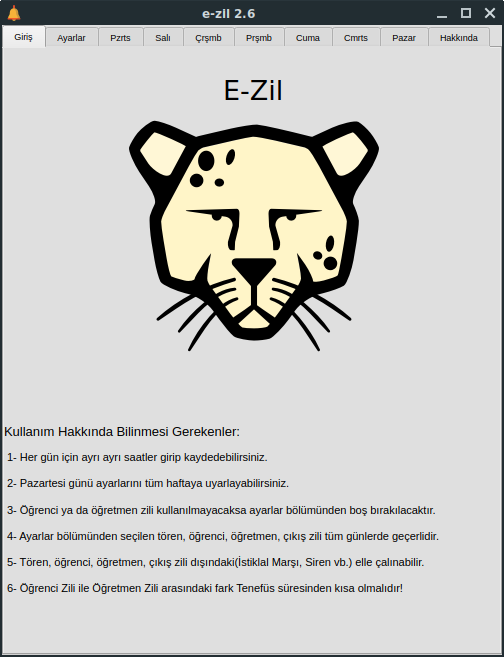 e-zil 2.6
Giriş Ayarlar Pzrts Salı Çrşmb Prşmb Cuma Cmrts Pazar Hakkında
E-Zil
Kullanım Hakkında Bilinmesi Gerekenler:
1- Her gün için ayrı ayrı saatler girip kaydedebilirsiniz.
2- Pazartesi günü ayarlarını tüm haftaya uyarlayabilirsiniz.
3- Öğrenci ya da öğretmen zili kullanılmayacaksa ayarlar bölümünden boş bırakılacaktır.
4- Ayarlar bölümünden seçilen tören, öğrenci, öğretmen, çıkış zili tüm günlerde geçerlidir.
5- Tören, öğrenci, öğretmen, çıkış zili dışındaki(İstiklal Marşı, Siren vb.) elle çalınabilir.
6- Öğrenci Zili ile Öğretmen Zili arasındaki fark Tenefüs süresinden kısa olmalıdır!